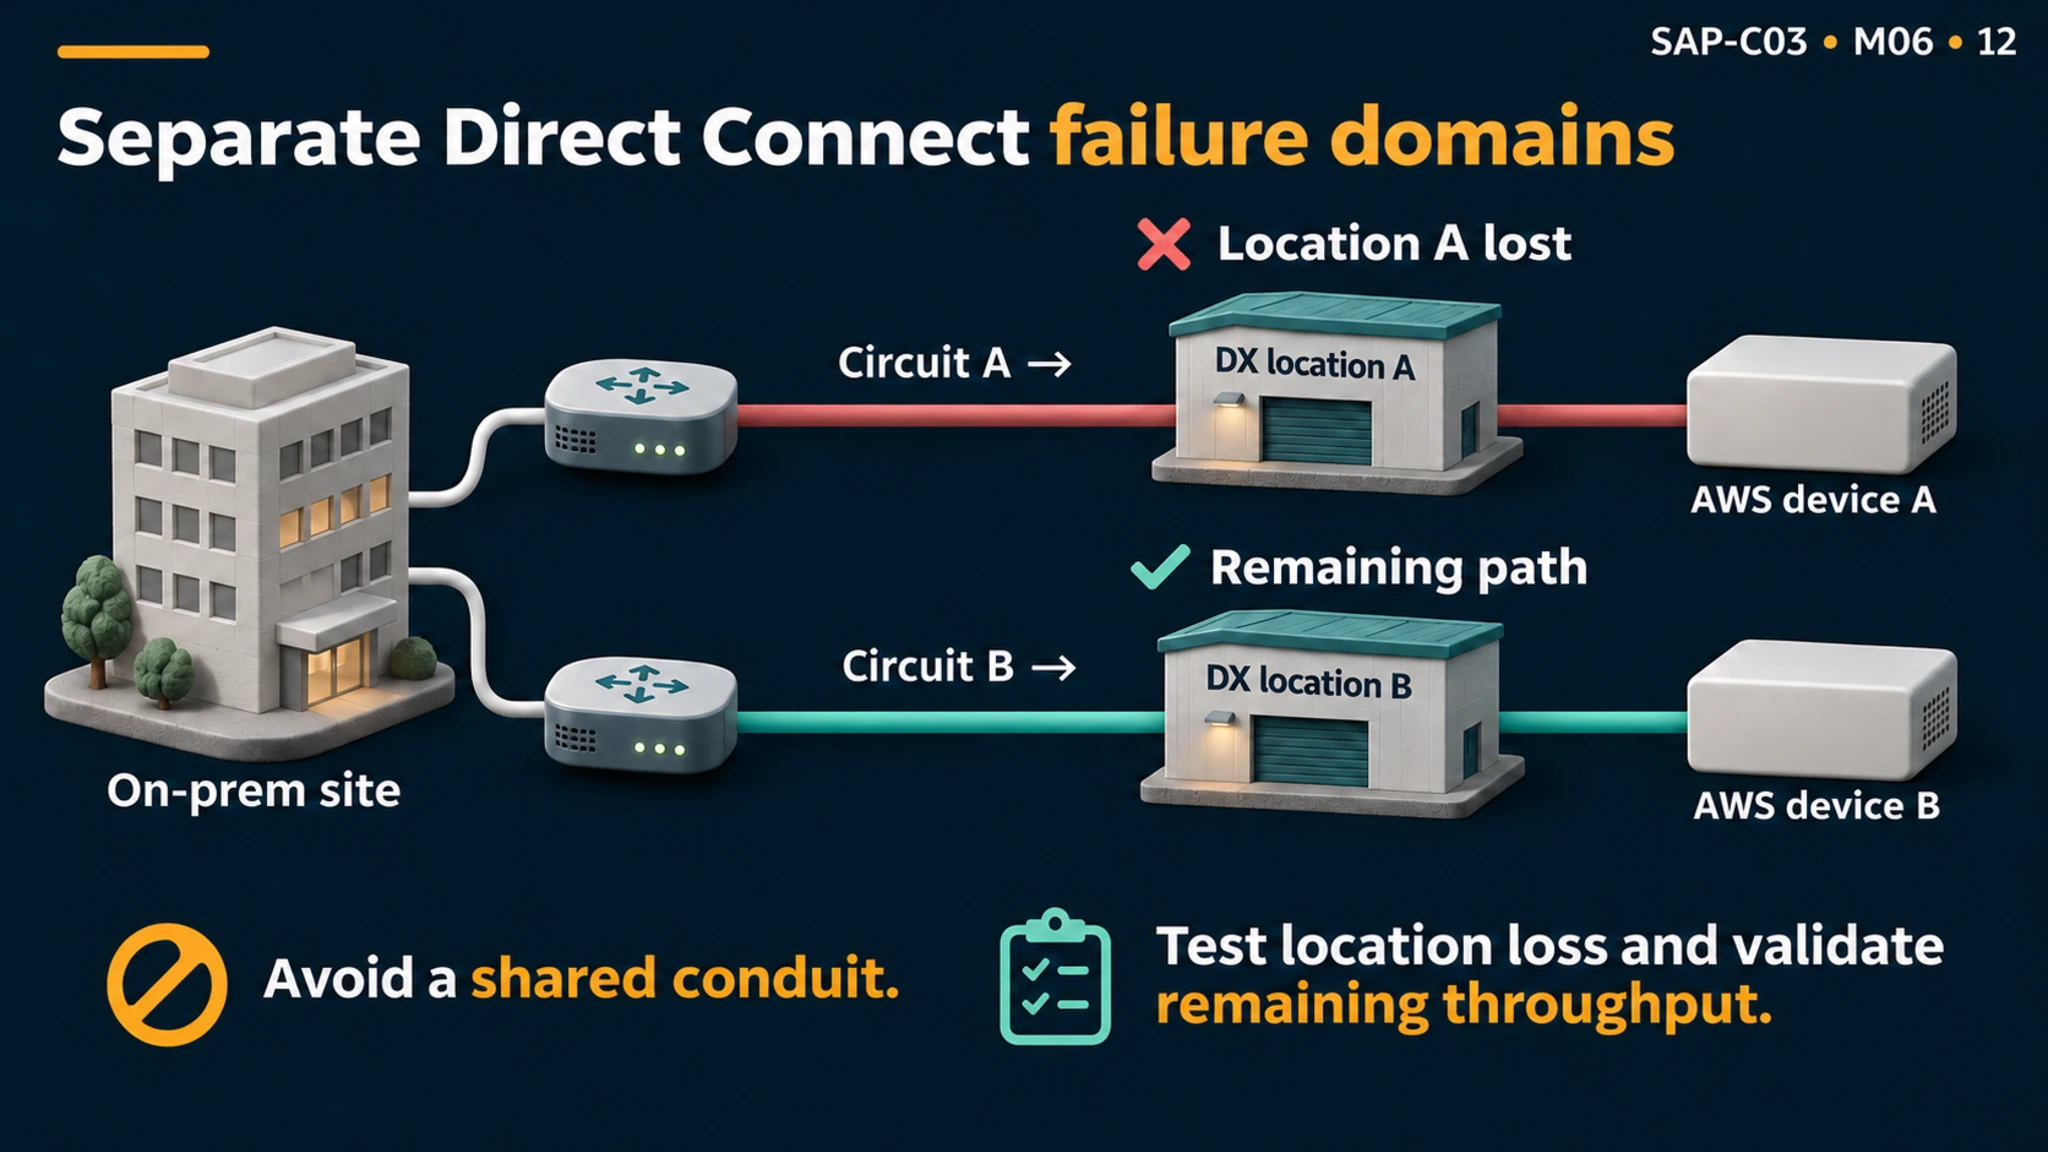 SAP-C03 • M06 • 12
Separate Direct Connect failure domains
Location A lost
Circuit A →
DX location A
AWS device A
Remaining path
Circuit B →
DX location B
AWS device B
On-prem site
Avoid a shared conduit.
Test location loss and validate
remaining throughput.